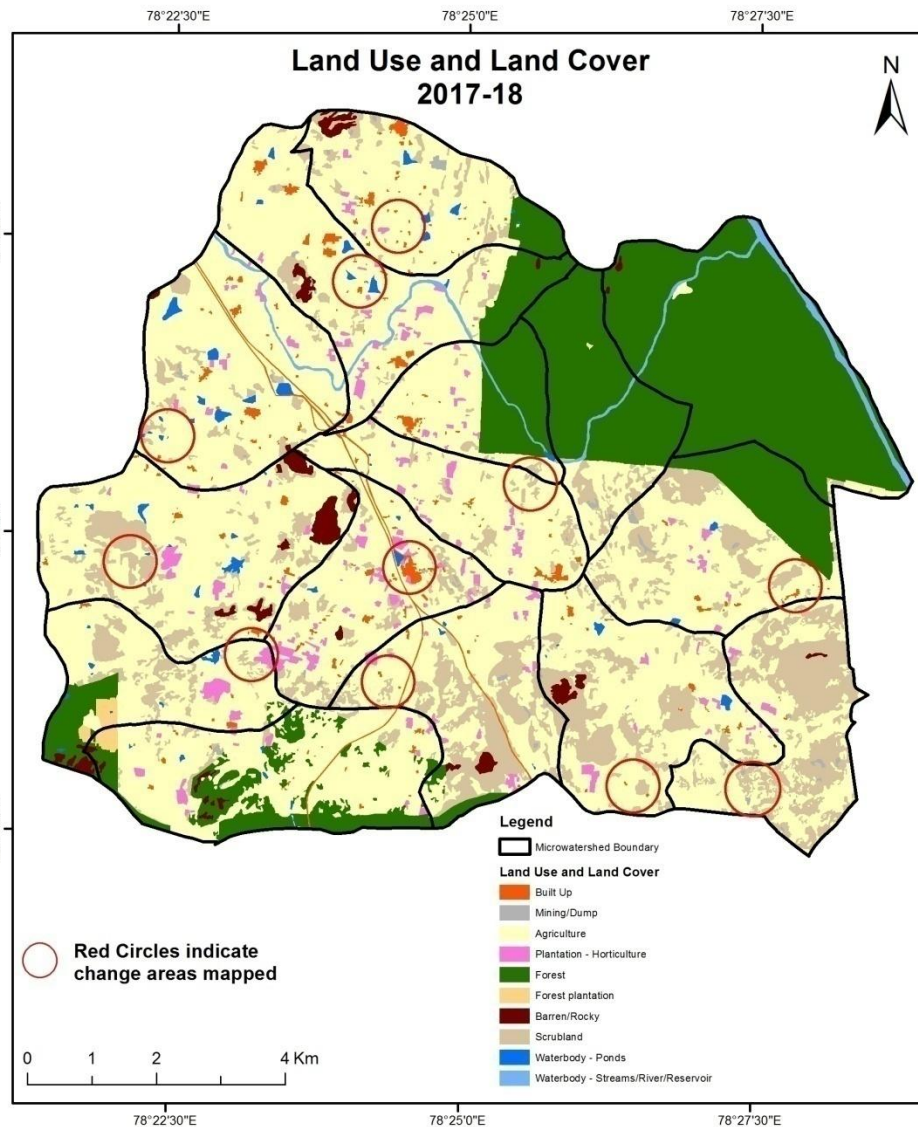 78°22'30"E 78°25'0"E 78°27'30"E
Land Use and Land Cover
2017-18
N
Legend
Microwatershed Boundary
Land Use and Land Cover
Built Up
Mining/Dump
Agriculture
Plantation - Horticulture
Forest
Forest plantation
Barren/Rocky
Scrubland
Waterbody - Ponds
Waterbody - Streams/River/Reservoir
Red Circles indicate
change areas mapped
0 1 2 4 Km
78°22'30"E 78°25'0"E 78°27'30"E